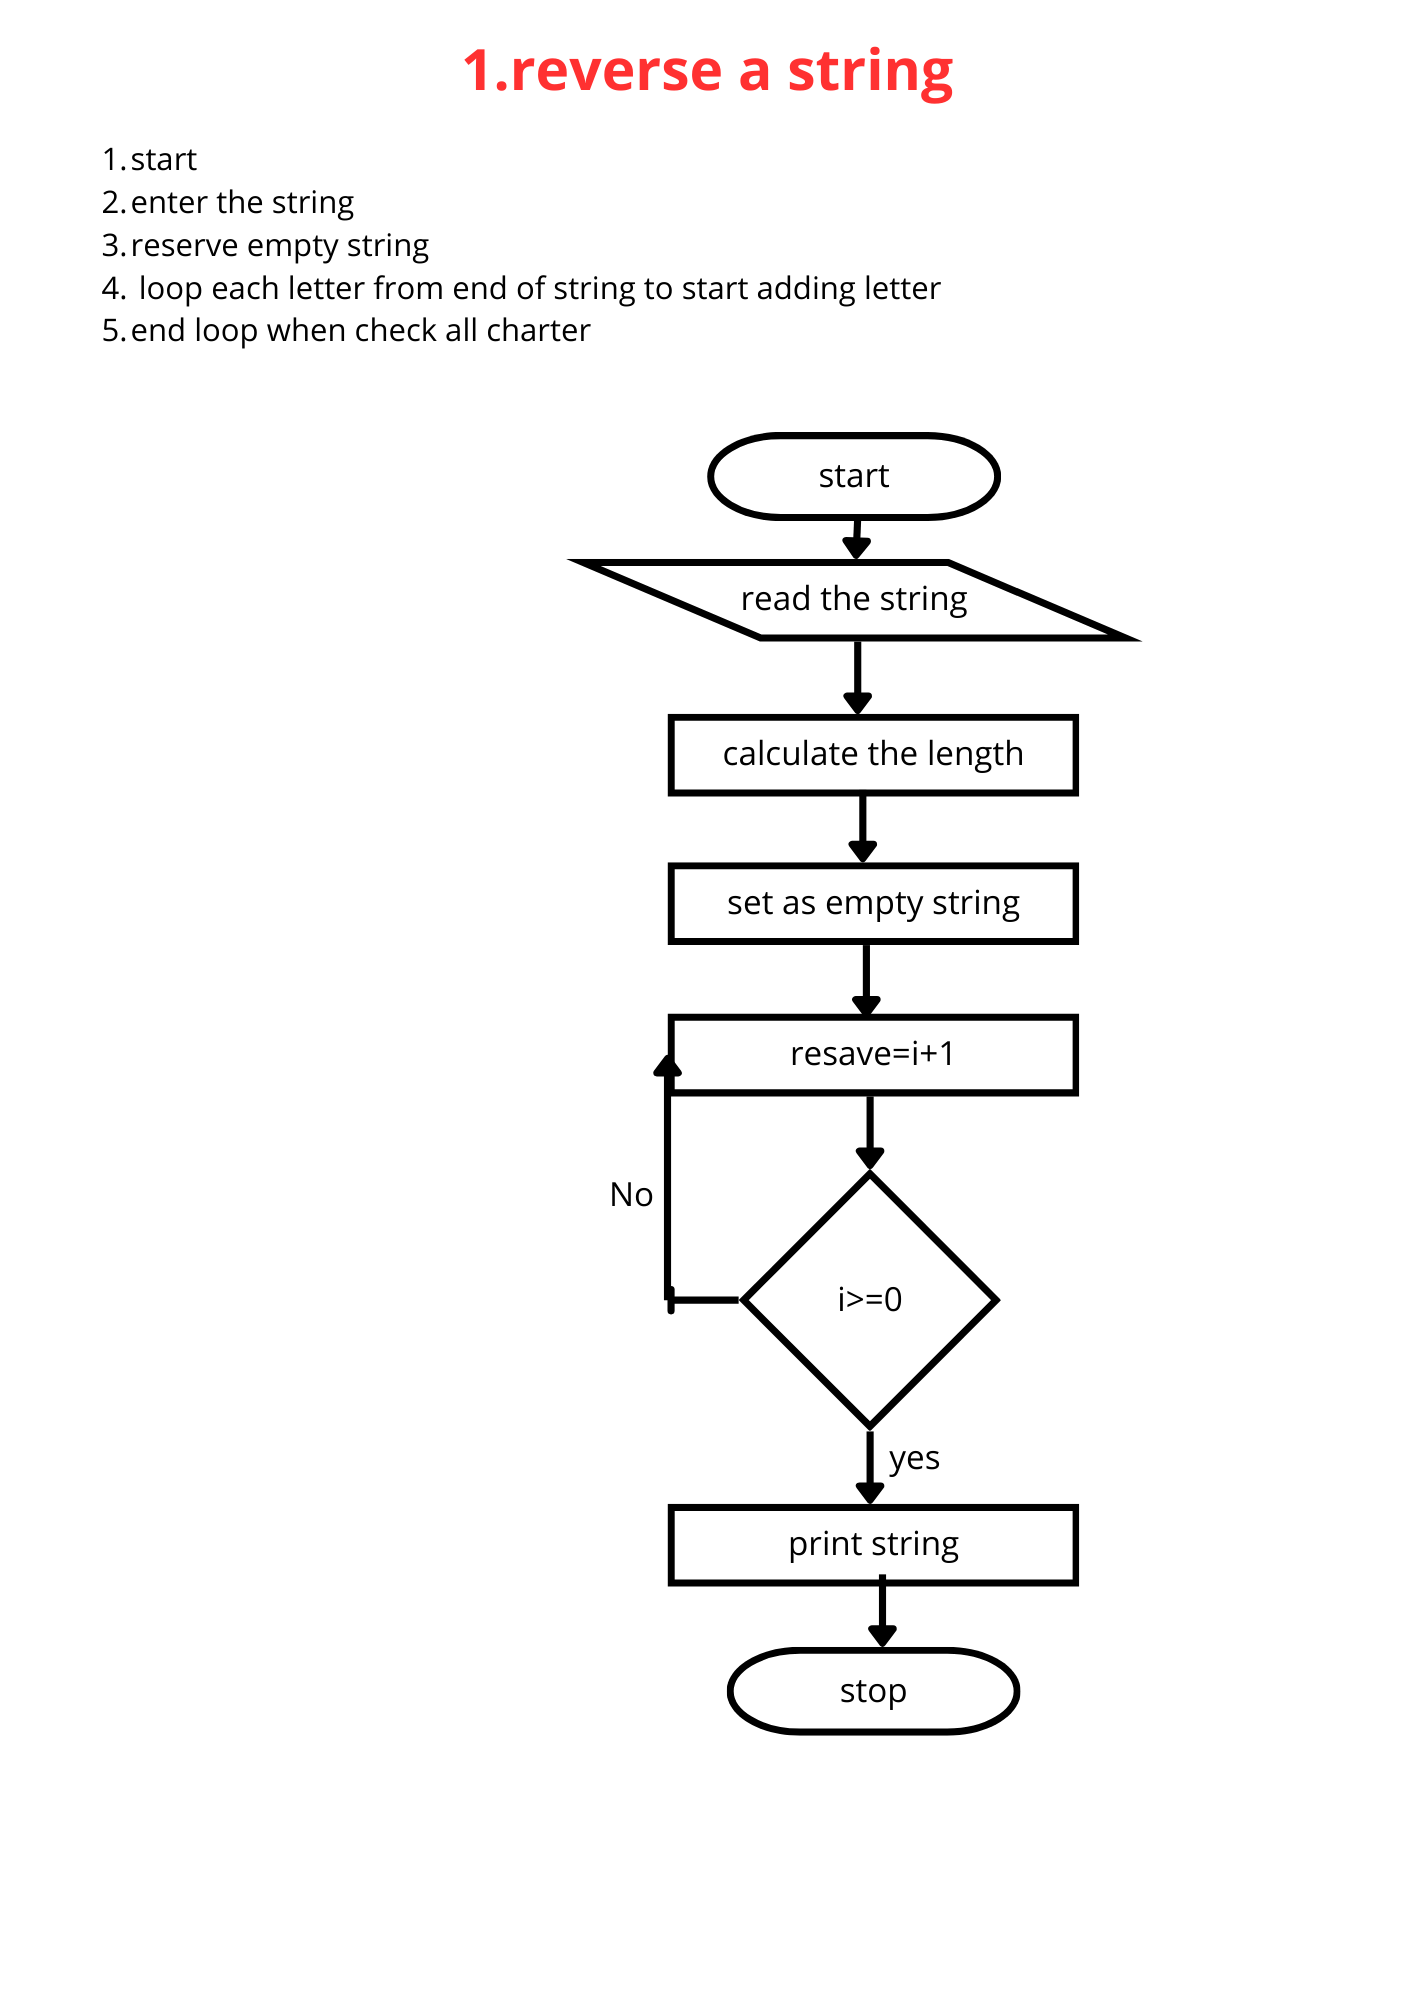 1.reverse a string
1. start
2. enter the string
3. reserve empty string
4. loop each letter from end of string to start adding letter
5. end loop when check all charter
start
read the string
calculate the length
set as empty string
resave=i+1
No
i>=0
yes
print string
stop